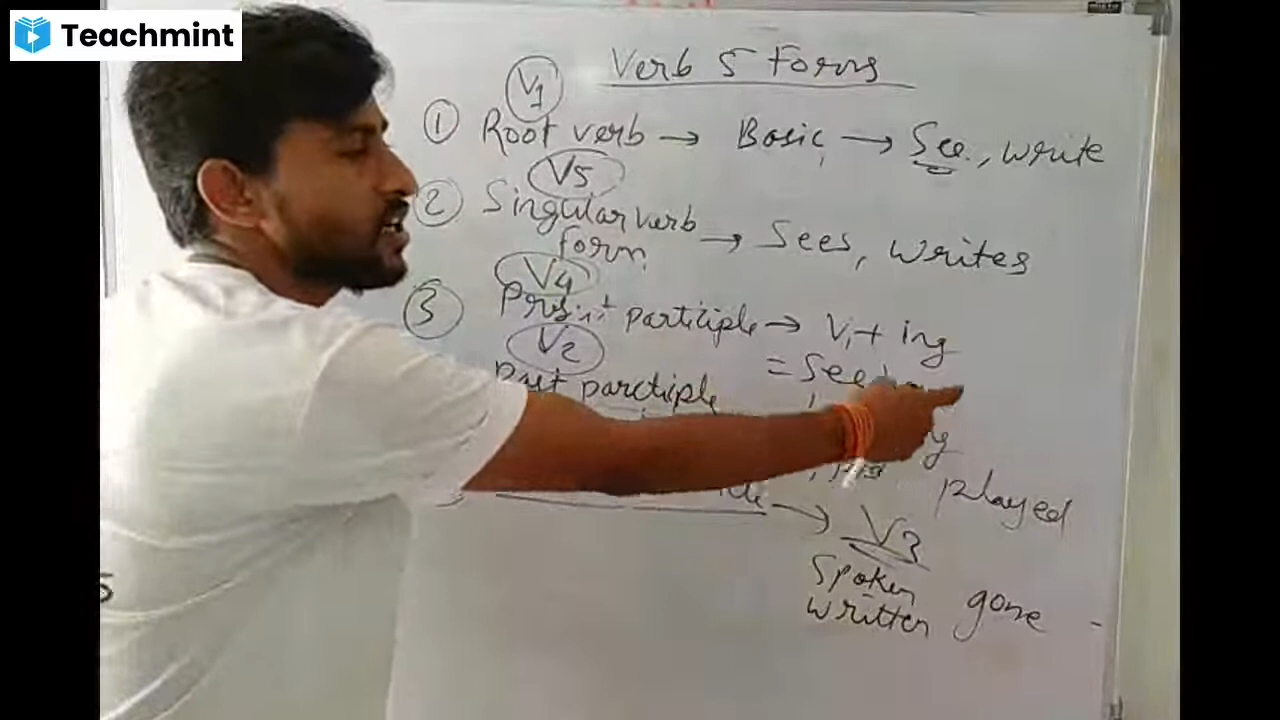 Teachmint
Verb 5 Forms
V1
① Root verb → Basic, → See, write
V5
② Singular verb → Sees, writes
form
V4
③ Present participle → V1 + ing
V2
= See
Past parctiple
played
→ V3
Spoken gone -
written